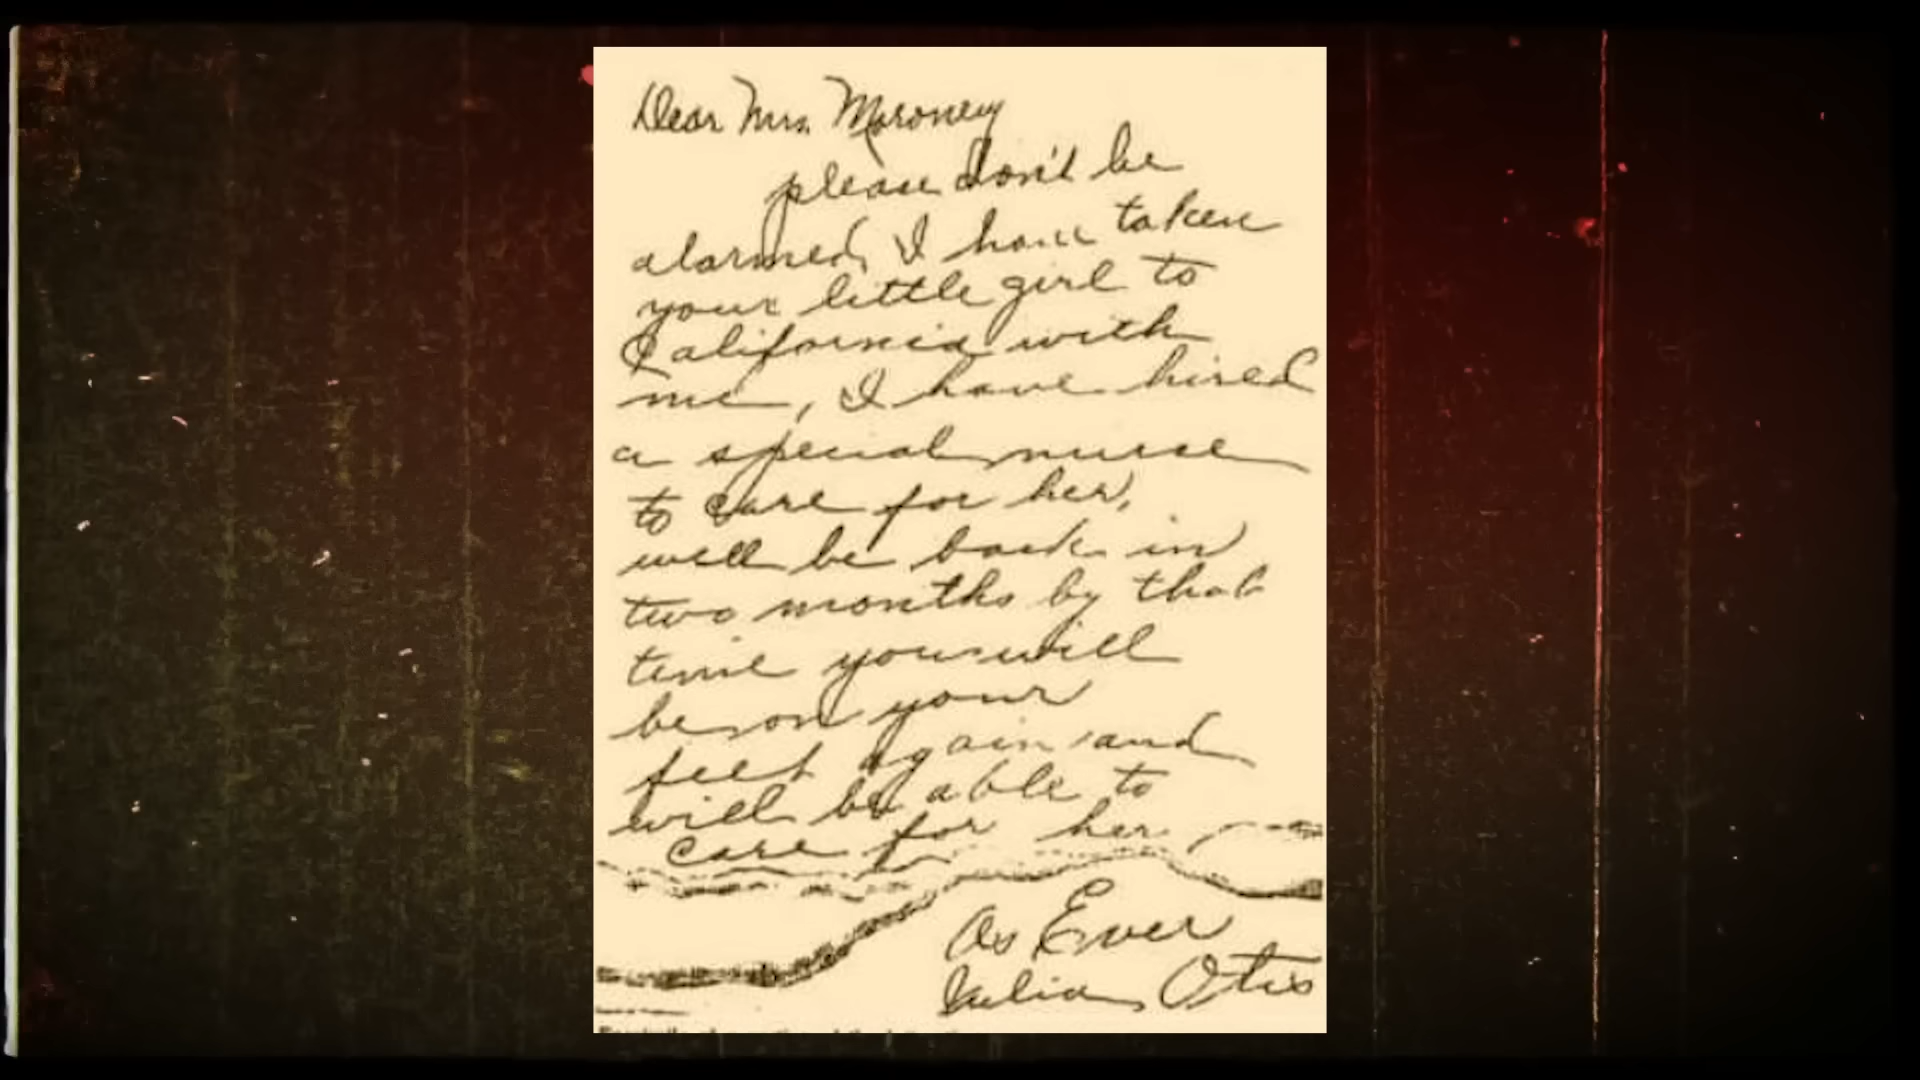 Dear Mrs. Moroney
please don't be
alarmed, I have taken
your little girl to
California with
me, I have hired
a special nurse
to care for her,
will be back in
two months by that
time you will
be on your
feet again and
will be able to
care for her
As Ever
Julia Otis